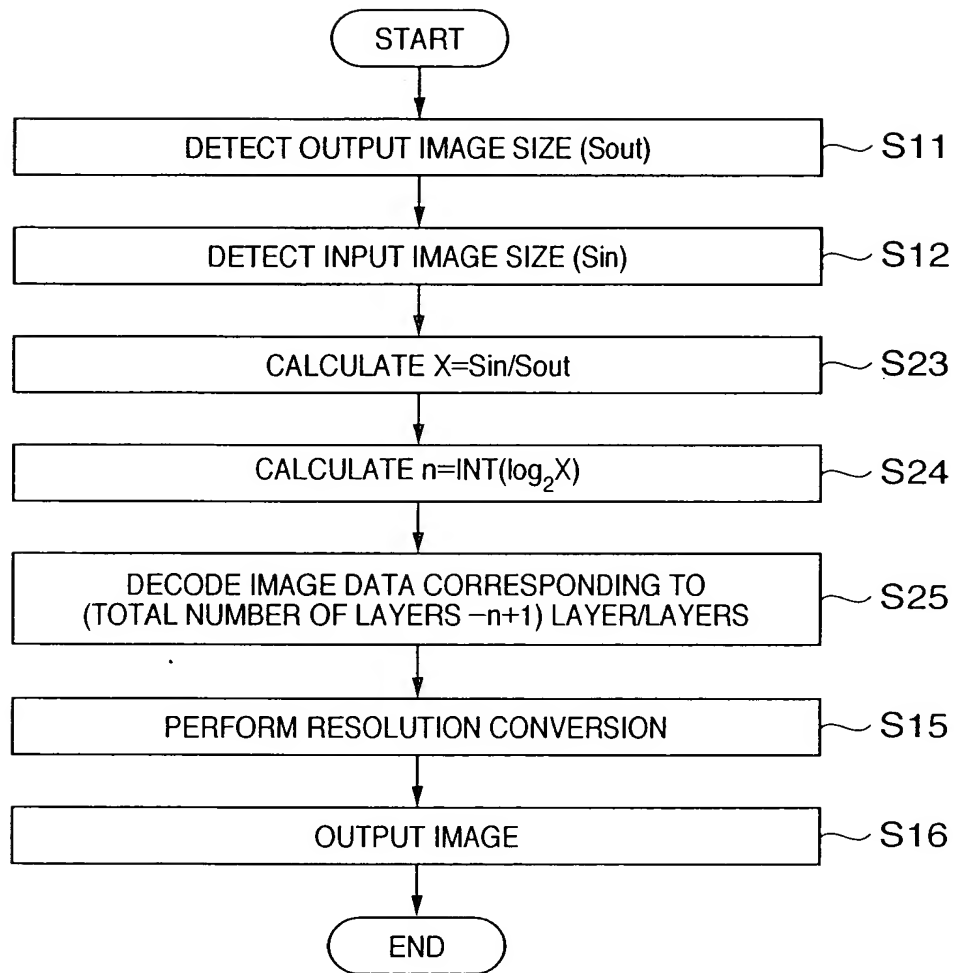 START
DETECT OUTPUT IMAGE SIZE (Sout)
S11
DETECT INPUT IMAGE SIZE (Sin)
S12
CALCULATE X=Sin/Sout
S23
CALCULATE n=INT(log₂X)
S24
DECODE IMAGE DATA CORRESPONDING TO
(TOTAL NUMBER OF LAYERS –n+1) LAYER/LAYERS
S25
PERFORM RESOLUTION CONVERSION
S15
OUTPUT IMAGE
S16
END